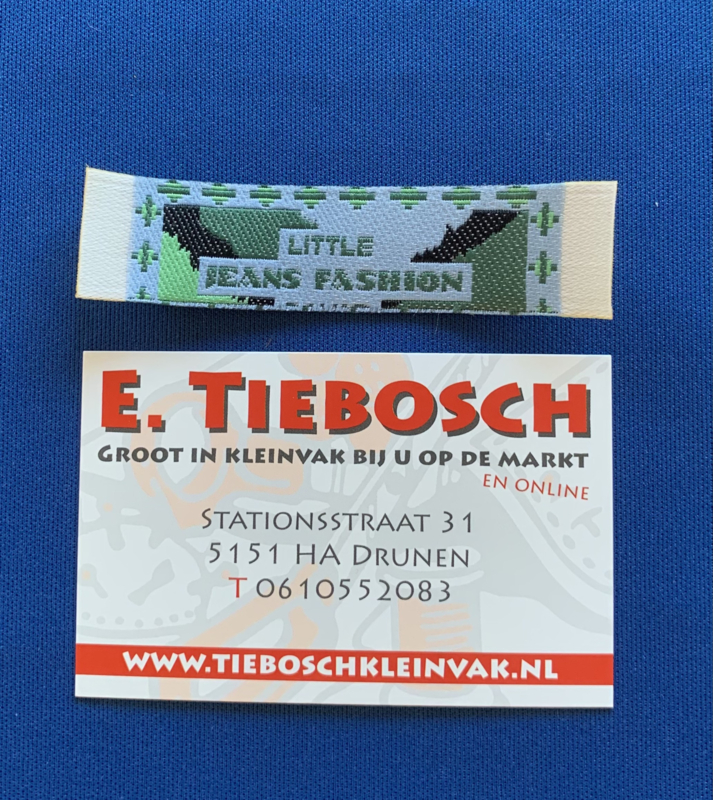 LITTLE
JEANS FASHION
E. TIEBOSCH
GROOT IN KLEINVAK BIJ U OP DE MARKT
EN ONLINE
STATIONSSTRAAT 31
5151 HA DRUNEN
T 0610552083
WWW.TIEBOSCHKLEINVAK.NL